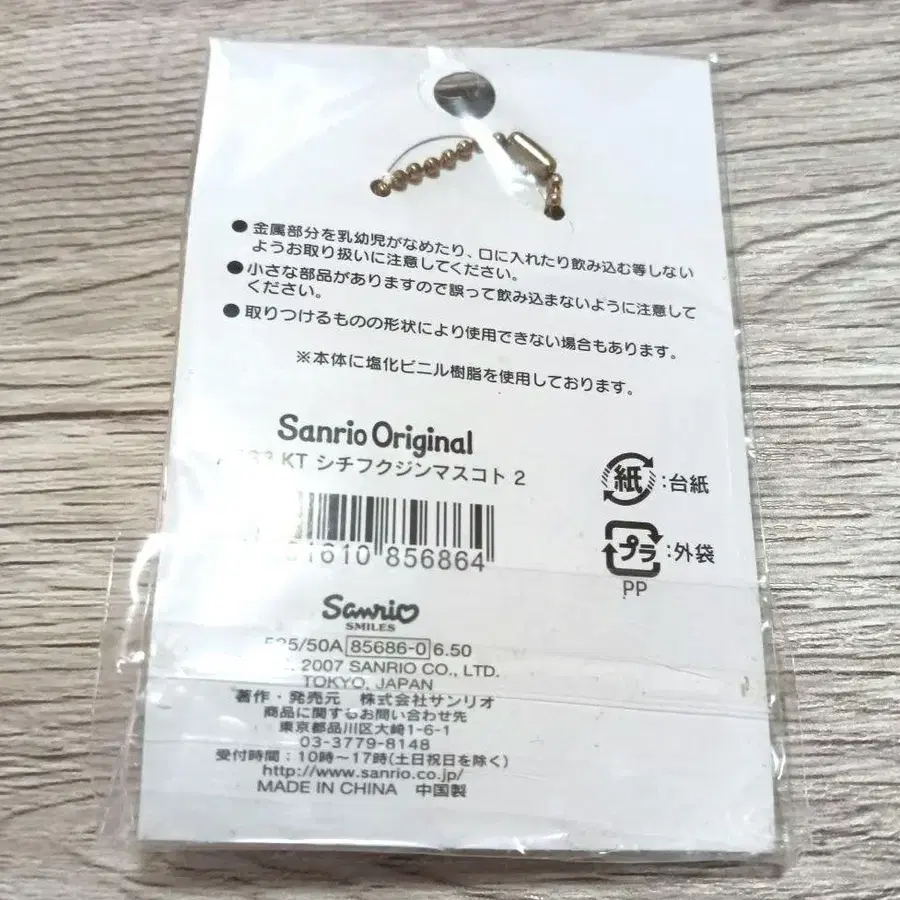 ● 金属部分を乳幼児がなめたり、口に入れたり飲み込む等しない
ようお取り扱いに注意してください。
● 小さな部品がありますので誤って飲み込まないように注意して
ください。
● 取りつけるものの形状により使用できない場合もあります。
※本体に塩化ビニル樹脂を使用しております。
Sanrio Original
KT シチフクジンマスコト 2
紙:台紙
1610 856864
プラ:外袋
PP
Sanrio
SMILES
/50A 85686-0 6.50
2007 SANRIO CO., LTD.
TOKYO, JAPAN
著作・発売元 株式会社サンリオ
商品に関するお問い合わせ先
東京都品川区大崎1-6-1
03-3779-8148
受付時間:10時~17時(土日祝日を除く)
http://www.sanrio.co.jp/
MADE IN CHINA 中国製